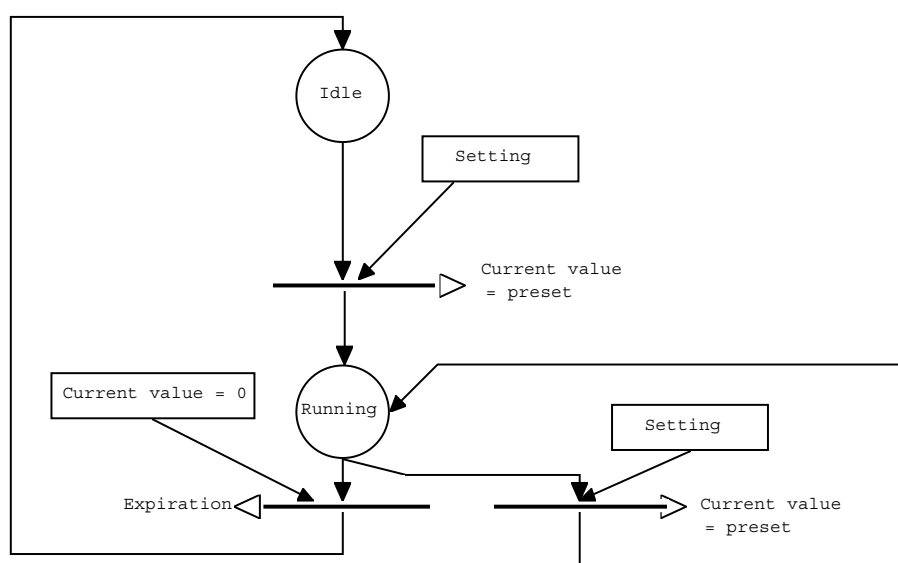 Idle
Setting
Current value
= preset
Current value = 0
Running
Setting
Expiration
Current value
= preset